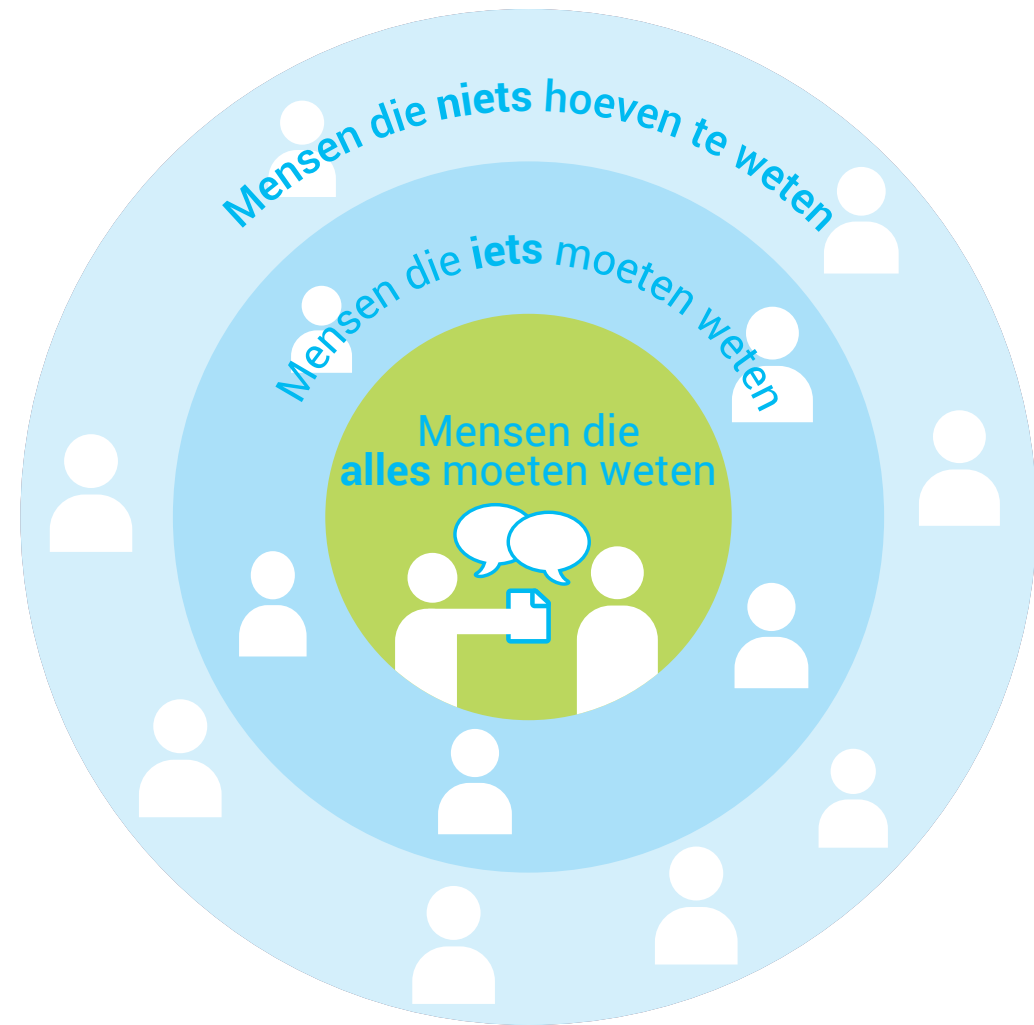 Mensen die niets hoeven te weten
Mensen die iets moeten weten
Mensen die
alles moeten weten